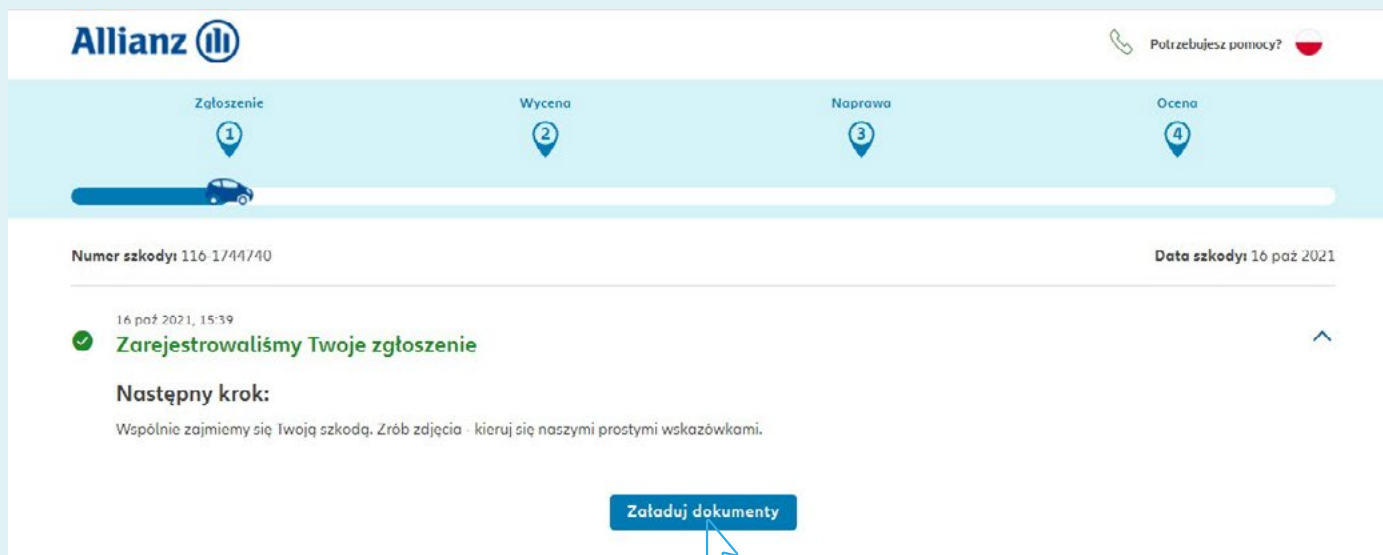 Allianz
Potrzebujesz pomocy?
Zgłoszenie
Wycena
Naprawa
Ocena
1
2
3
4
Numer szkody: 116-1744740
Data szkody: 16 paź 2021
16 paź 2021, 15:39
Zarejestrowaliśmy Twoje zgłoszenie
Następny krok:
Wspólnie zajmiemy się Twoją szkodą. Zrób zdjęcia - kieruj się naszymi prostymi wskazówkami.
Załaduj dokumenty